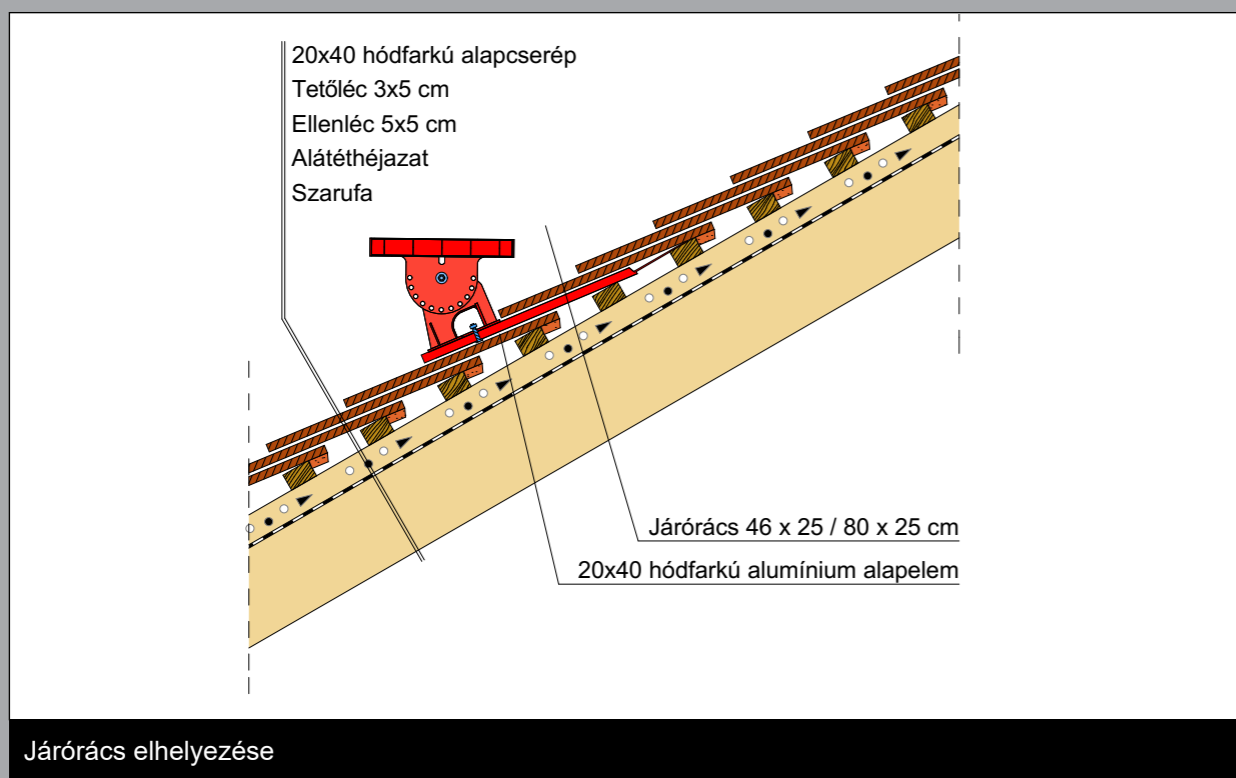 20x40 hódfarkú alapcserép
Tetőléc 3x5 cm
Ellenléc 5x5 cm
Alátéthéjazat
Szarufa
Járórács 46 x 25 / 80 x 25 cm
20x40 hódfarkú alumínium alapelem
Járórács elhelyezése